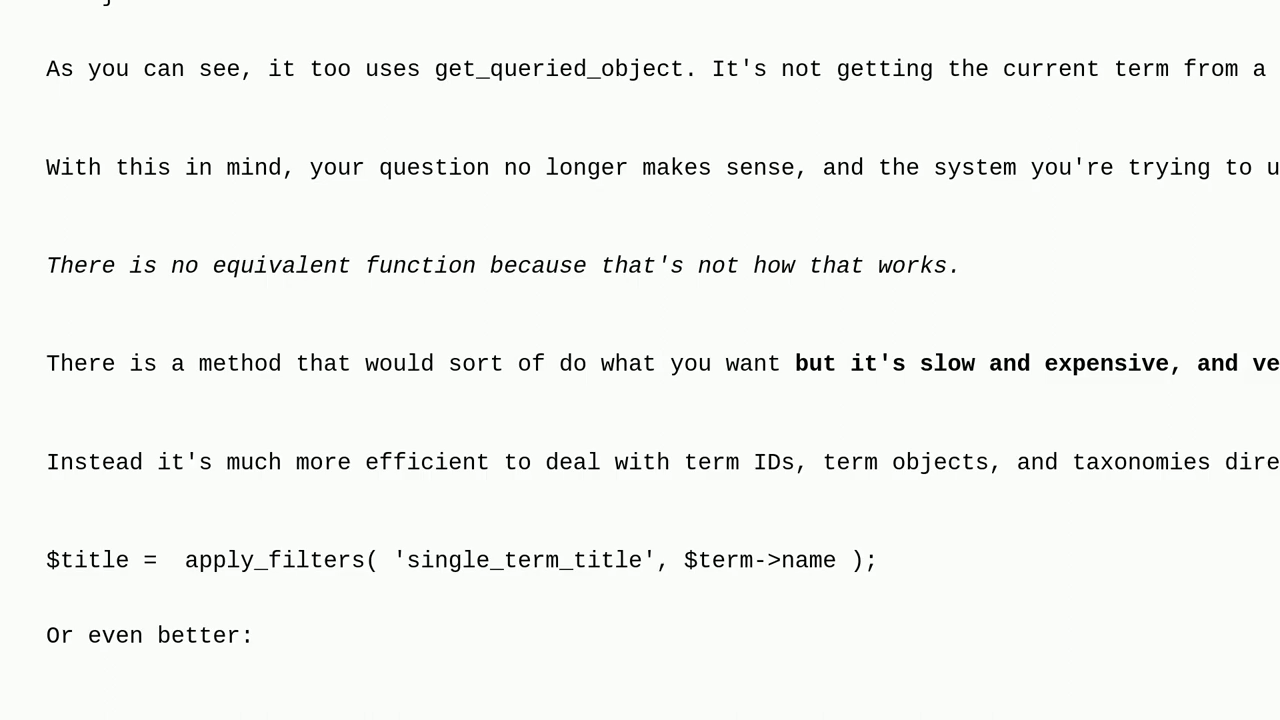 As you can see, it too uses get_queried_object. It's not getting the current term from a
With this in mind, your question no longer makes sense, and the system you're trying to
There is no equivalent function because that's not how that works.
There is a method that would sort of do what you want but it's slow and expensive, and
Instead it's much more efficient to deal with term IDs, term objects, and taxonomies
$title =  apply_filters( 'single_term_title', $term->name );
Or even better: